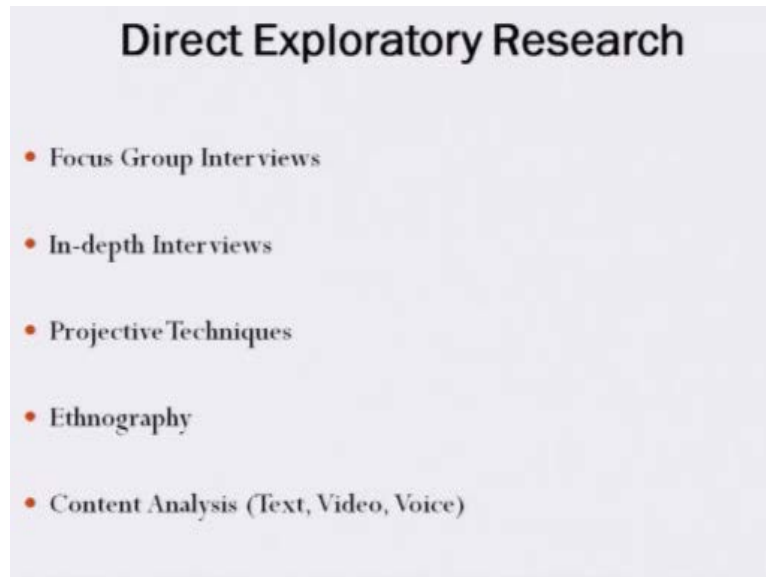 Direct Exploratory Research
• Focus Group Interviews
• In-depth Interviews
• Projective Techniques
• Ethnography
• Content Analysis (Text, Video, Voice)